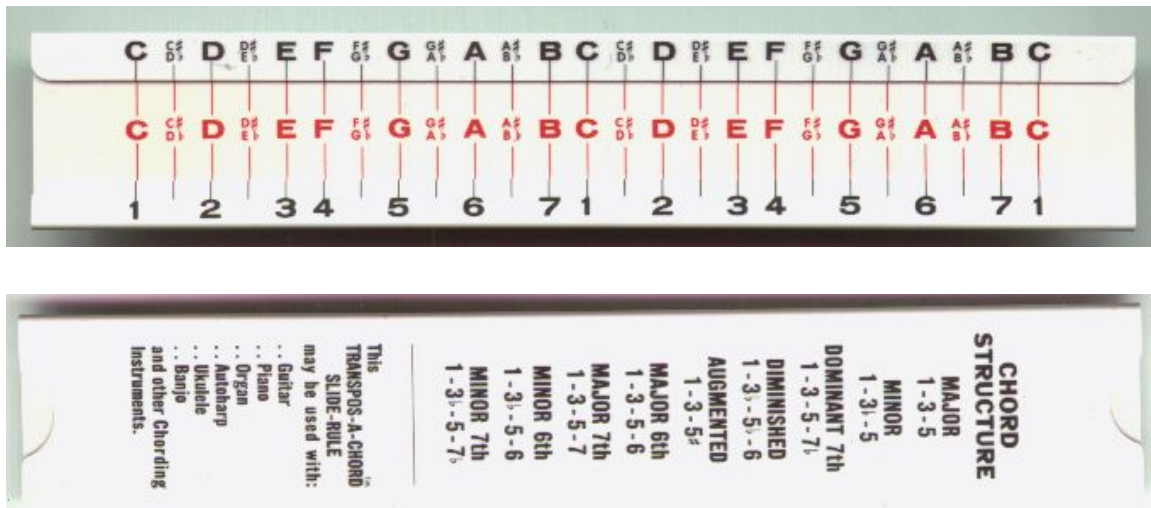 C C♯ D♭ D D♯ E♭ E F F♯ G♭ G G♯ A♭ A A♯ B♭ B C C♯ D♭ D D♯ E♭ E F F♯ G♭ G G♯ A♭ A A♯ B♭ B C
C C♯ D♭ D D♯ E♭ E F F♯ G♭ G G♯ A♭ A A♯ B♭ B C C♯ D♭ D D♯ E♭ E F F♯ G♭ G G♯ A♭ A A♯ B♭ B C
1 2 3 4 5 6 7 1 2 3 4 5 6 7 1
CHORD
STRUCTURE
MAJOR
1 - 3 - 5
MINOR
1 - 3♭ - 5
DOMINANT 7th
1 - 3 - 5 - 7♭
DIMINISHED
1 - 3♭ - 5♭ - 6
AUGMENTED
1 - 3 - 5♯
MAJOR 6th
1 - 3 - 5 - 6
MAJOR 7th
1 - 3 - 5 - 7
MINOR 6th
1 - 3♭ - 5 - 6
MINOR 7th
1 - 3♭ - 5 - 7♭
This
TRANSPOS-A-CHORD
SLIDE-RULE
may be used with:
. . Guitar
. . Piano
. . Organ
. . Autoharp
. . Ukulele
. . Banjo
and other Chording
Instruments.